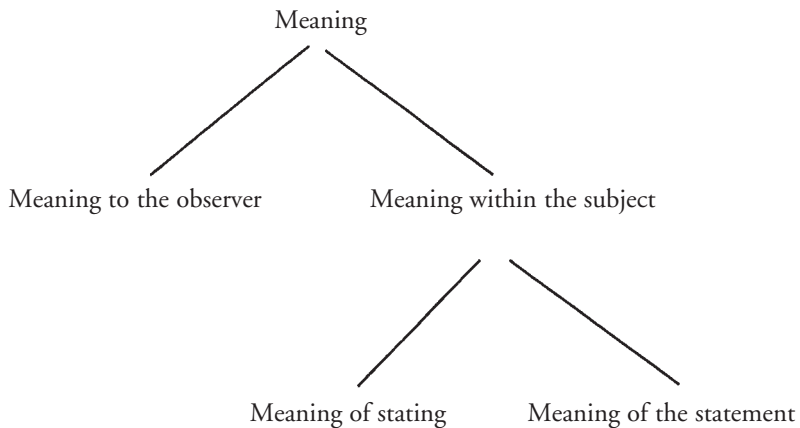 Meaning
Meaning to the observer
Meaning within the subject
Meaning of stating
Meaning of the statement